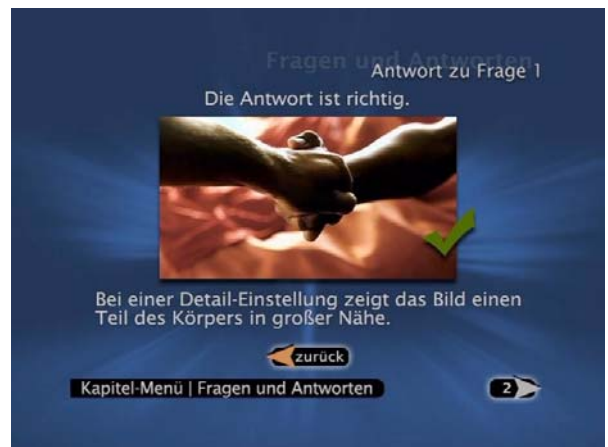 Fragen und Antworten
Antwort zu Frage 1
Die Antwort ist richtig.
Bei einer Detail-Einstellung zeigt das Bild einen
Teil des Körpers in großer Nähe.
zurück
Kapitel-Menü | Fragen und Antworten
2